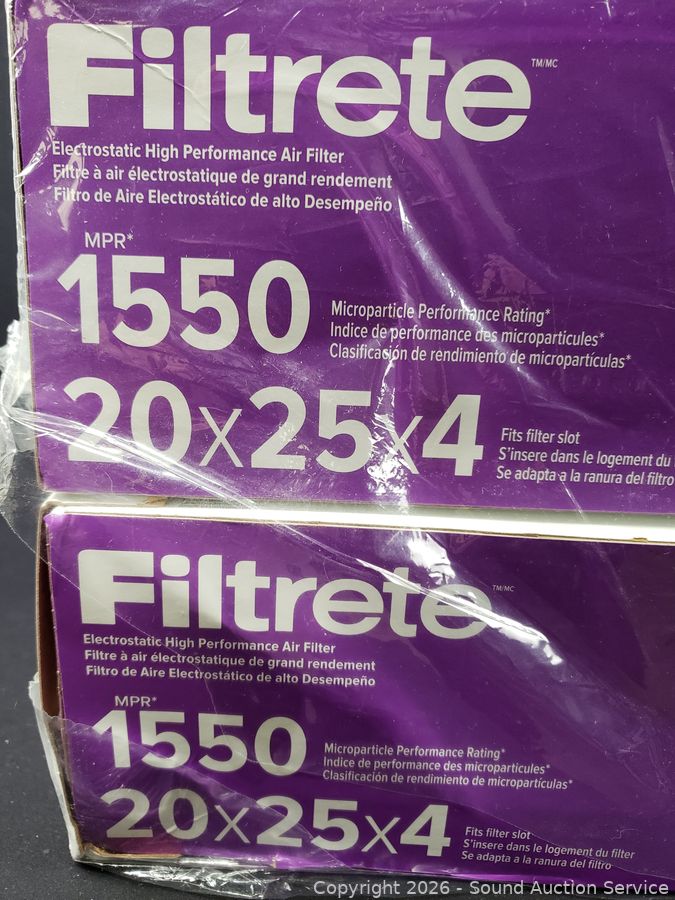 Filtrete TM/MC
Electrostatic High Performance Air Filter
Filtre à air électrostatique de grand rendement
Filtro de Aire Electrostático de alto Desempeño
MPR*
1550
Microparticle Performance Rating*
Indice de performance des microparticules*
Clasificación de rendimiento de micropartículas*
20x25x4
Fits filter slot
S'insere dans le logement du
Se adapta a la ranura del filtro
Filtrete TM/MC
Electrostatic High Performance Air Filter
Filtre à air électrostatique de grand rendement
Filtro de Aire Electrostático de alto Desempeño
MPR*
1550
Microparticle Performance Rating*
Indice de performance des microparticules*
Clasificación de rendimiento de micropartículas*
20x25x4
Fits filter slot
S'insere dans le logement du filter
Se adapta a la ranura del filtro
Copyright 2026 - Sound Auction Service